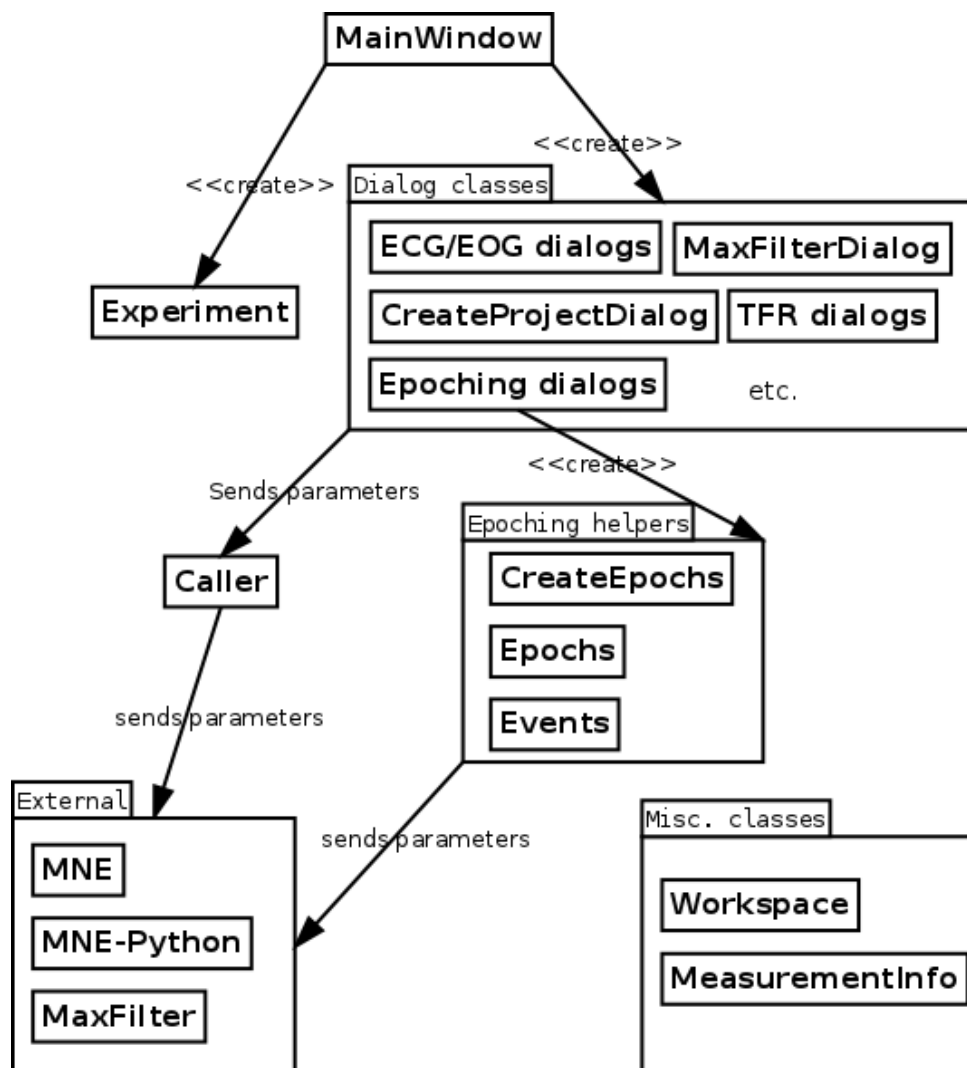 MainWindow
<<create>>
<<create>>
Dialog classes
ECG/EOG dialogs
MaxFilterDialog
Experiment
CreateProjectDialog
TFR dialogs
Epoching dialogs
etc.
<<create>>
Sends parameters
Epoching helpers
CreateEpochs
Caller
Epochs
Events
sends parameters
External
Misc. classes
sends parameters
MNE
Workspace
MNE-Python
MeasurementInfo
MaxFilter